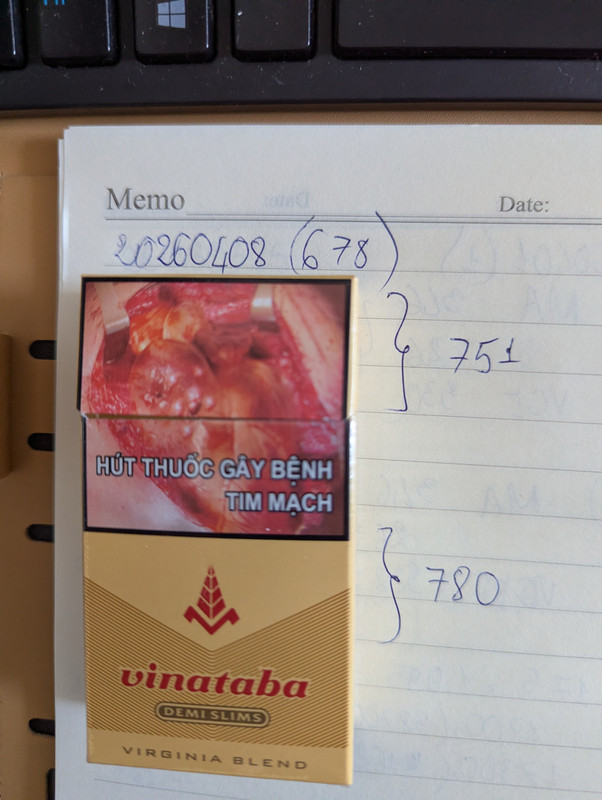 Memo
Date:
20260408 (678)
751
HÚT THUỐC GÂY BỆNH
TIM MẠCH
780
vinataba
DEMI SLIMS
VIRGINIA BLEND